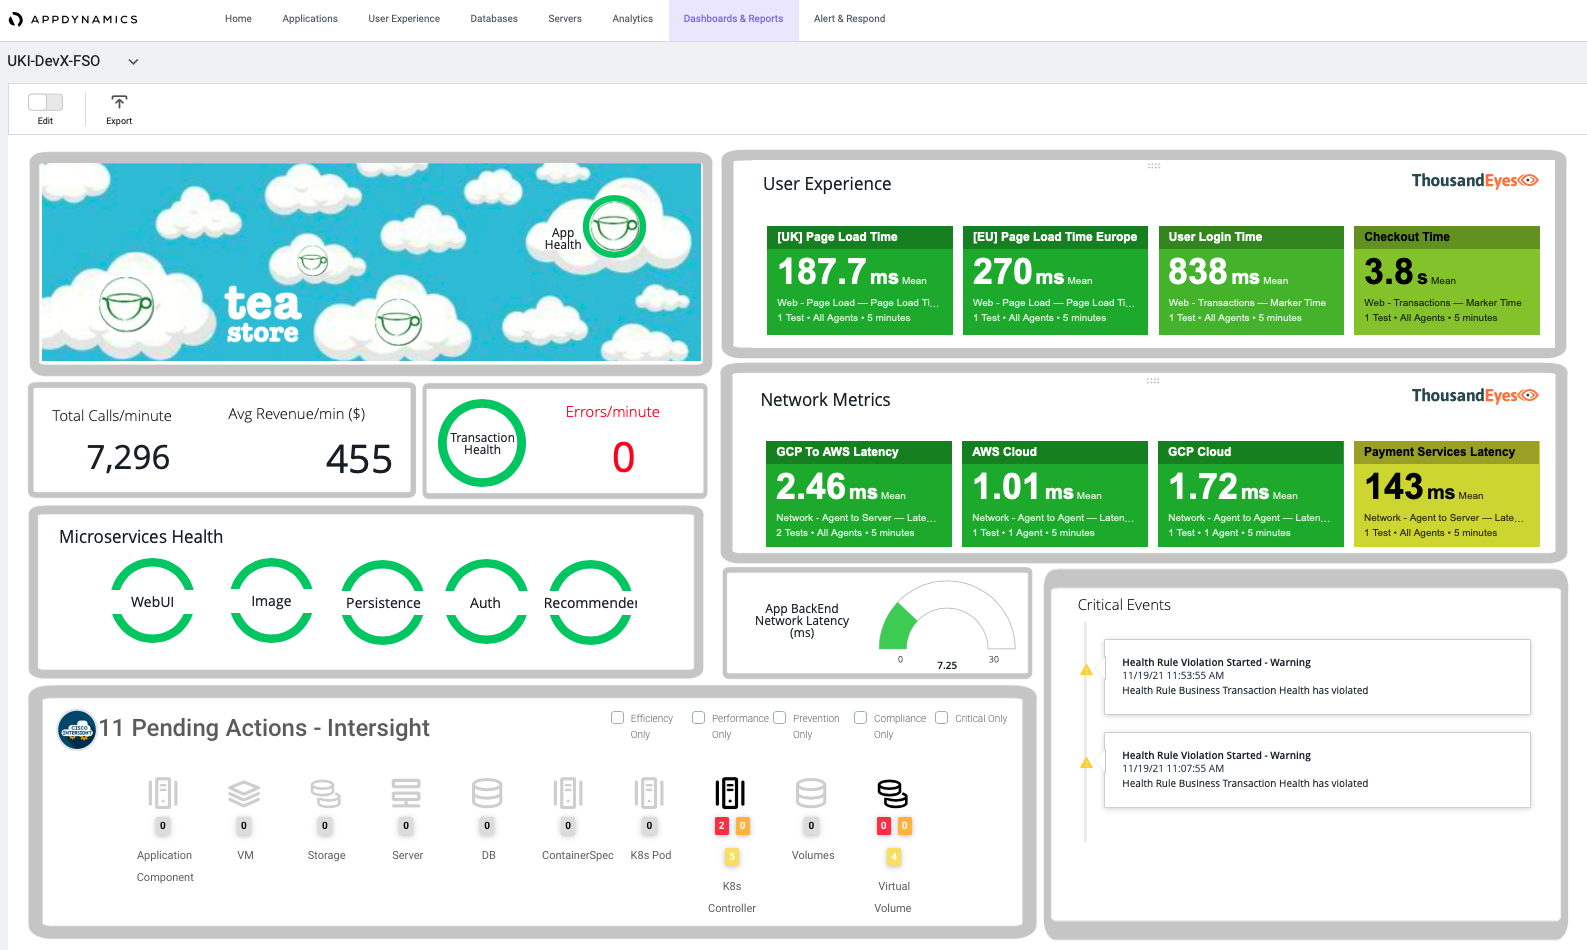 APPDYNAMICS
Home Applications User Experience Databases Servers Analytics Dashboards & Reports Alert & Respond
UKI-DevX-FSO
Edit
Export
App
Health
tea
store
User Experience
ThousandEyes
[UK] Page Load Time
187.7 ms Mean
Web - Page Load — Page Load Ti...
1 Test • All Agents • 5 minutes
[EU] Page Load Time Europe
270 ms Mean
Web - Page Load — Page Load Ti...
1 Test • All Agents • 5 minutes
User Login Time
838 ms Mean
Web - Transactions — Marker Time
1 Test • All Agents • 5 minutes
Checkout Time
3.8 s Mean
Web - Transactions — Marker Time
1 Test • All Agents • 5 minutes
Total Calls/minute
7,296
Avg Revenue/min ($)
455
Transaction
Health
Errors/minute
0
Network Metrics
ThousandEyes
GCP To AWS Latency
2.46 ms Mean
Network - Agent to Server — Late...
2 Tests • All Agents • 5 minutes
AWS Cloud
1.01 ms Mean
Network - Agent to Agent — Laten...
1 Test • 1 Agent • 5 minutes
GCP Cloud
1.72 ms Mean
Network - Agent to Agent — Laten...
1 Test • 1 Agent • 5 minutes
Payment Services Latency
143 ms Mean
Network - Agent to Server — Late...
1 Test • All Agents • 5 minutes
Microservices Health
WebUI
Image
Persistence
Auth
Recommender
App BackEnd
Network Latency
(ms)
0
7.25
30
Critical Events
Health Rule Violation Started - Warning
11/19/21 11:53:55 AM
Health Rule Business Transaction Health has violated
Health Rule Violation Started - Warning
11/19/21 11:07:55 AM
Health Rule Business Transaction Health has violated
CISCO
INTERSIGHT
11 Pending Actions - Intersight
Efficiency
Only
Performance
Only
Prevention
Only
Compliance
Only
Critical Only
0
Application
Component
0
VM
0
Storage
0
Server
0
DB
0
ContainerSpec
0
K8s Pod
2 0
5
K8s
Controller
0
Volumes
0 0
4
Virtual
Volume